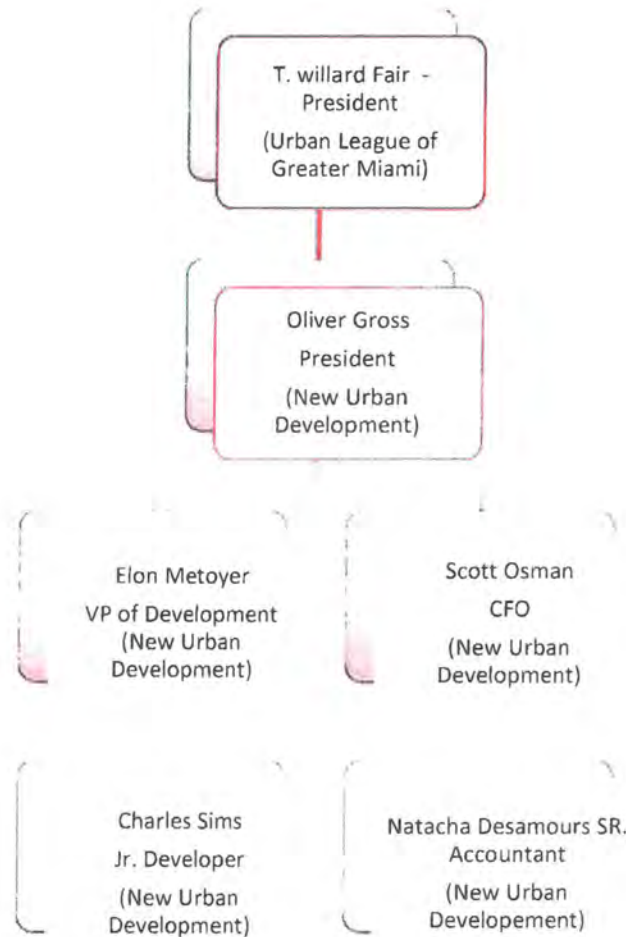 T. willard Fair -
President
(Urban League of
Greater Miami)
Oliver Gross
President
(New Urban
Development)
Elon Metoyer
VP of Development
(New Urban
Development)
Scott Osman
CFO
(New Urban
Development)
Charles Sims
Jr. Developer
(New Urban
Development)
Natacha Desamours SR.
Accountant
(New Urban
Developement)